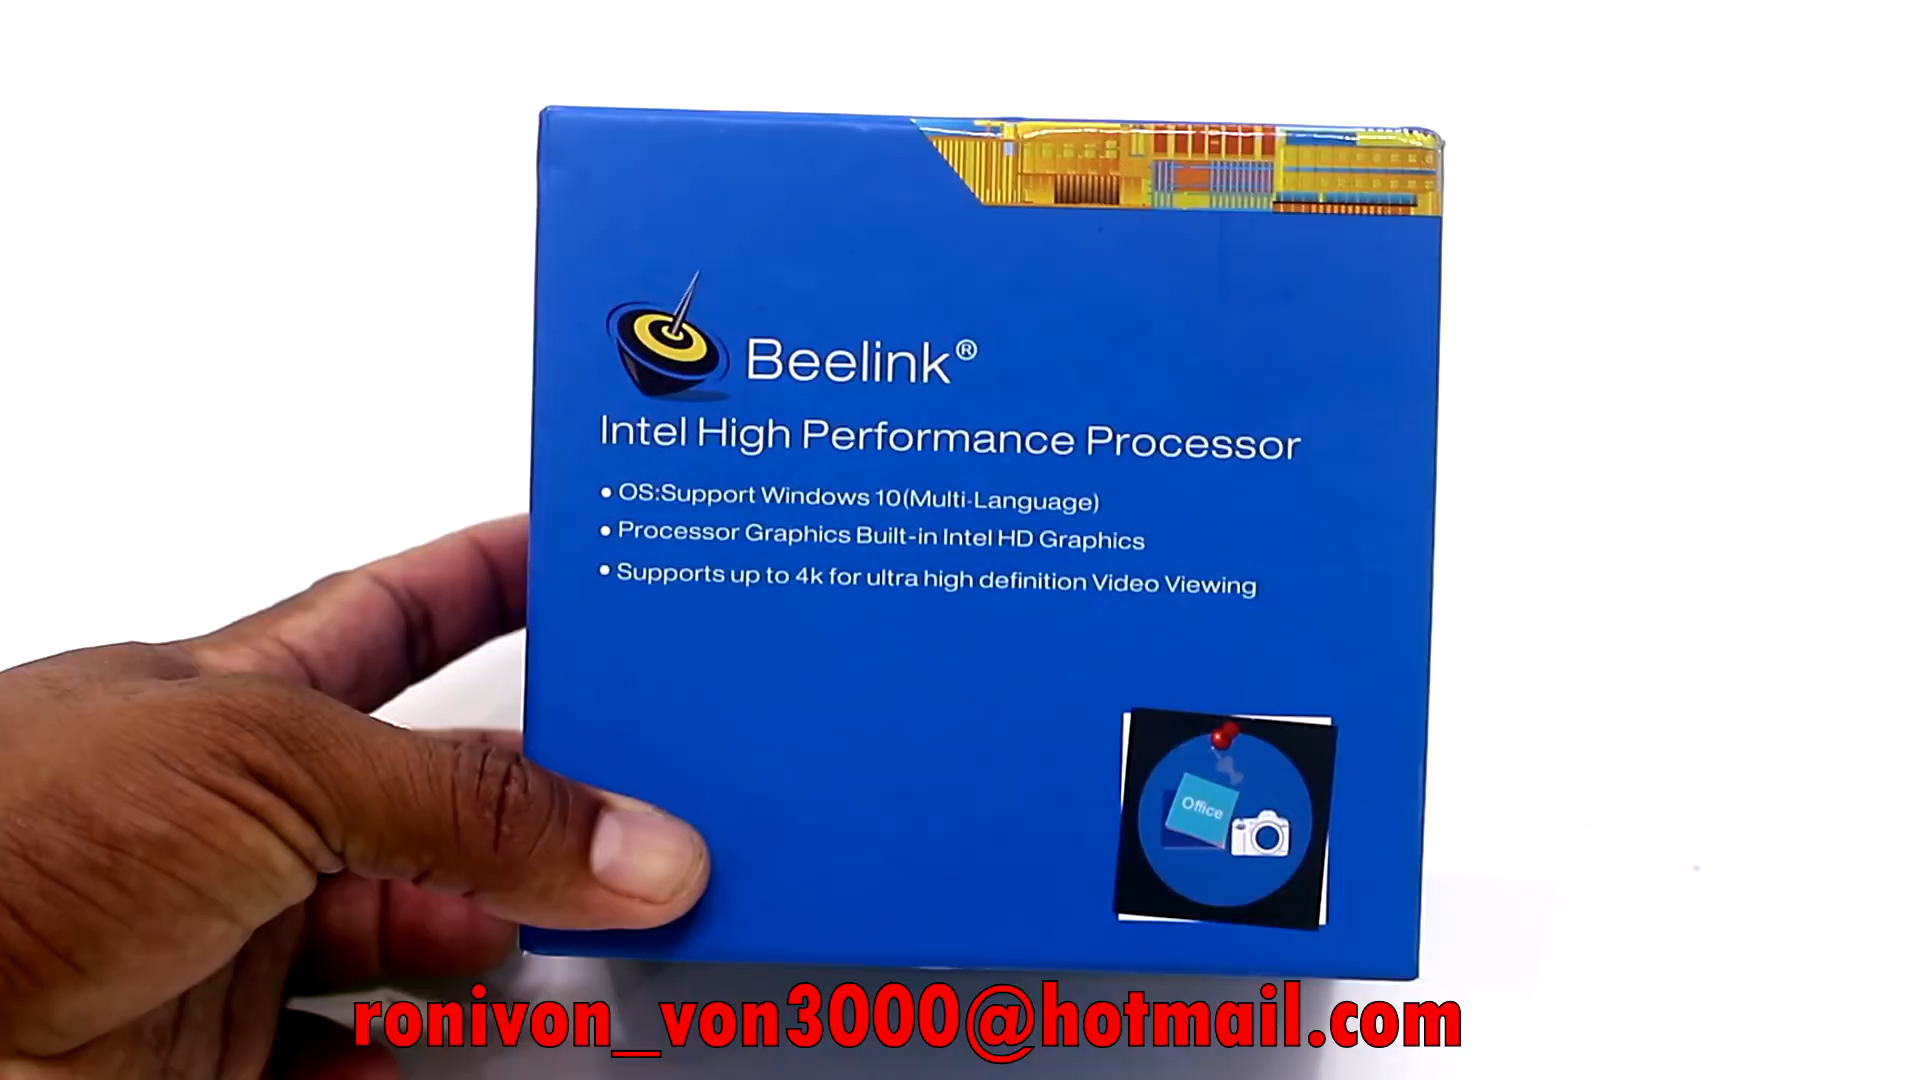 Beelink®
Intel High Performance Processor
• OS:Support Windows 10(Multi-Language)
• Processor Graphics Built-in Intel HD Graphics
• Supports up to 4k for ultra high definition Video Viewing
Office
ronivon_von3000@hotmail.com